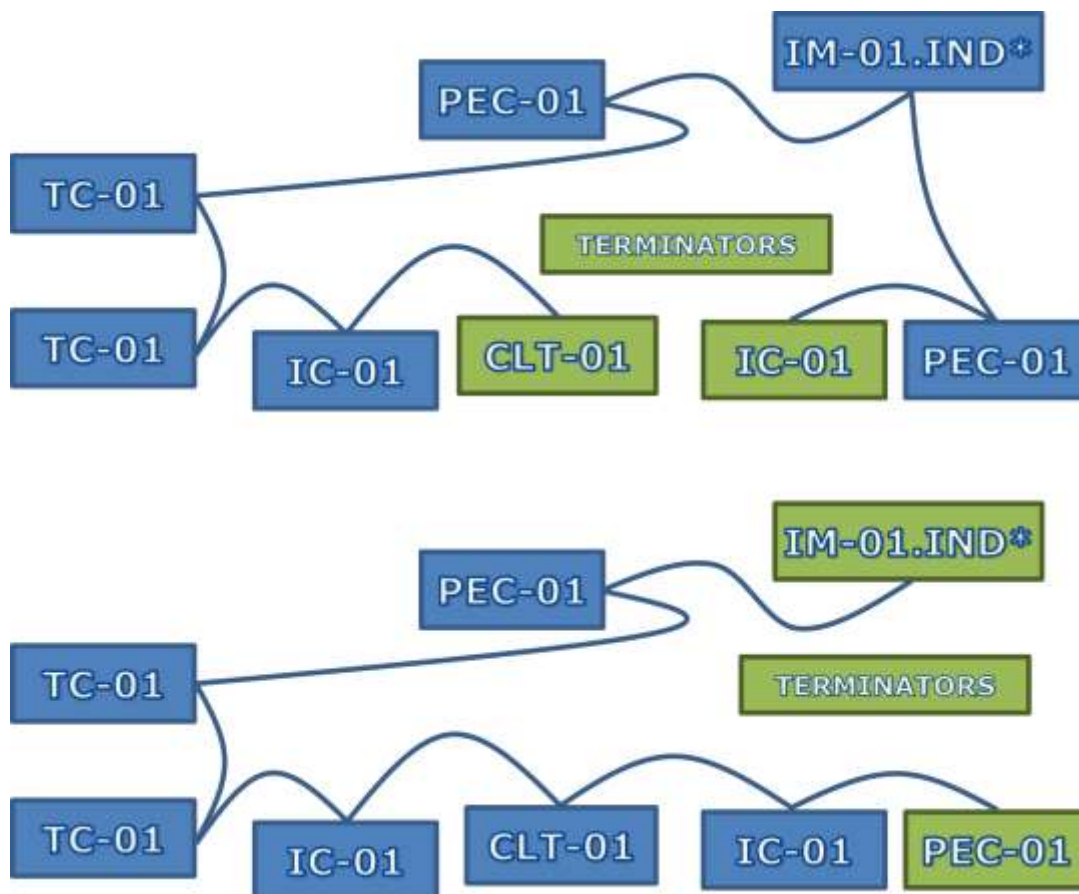 IM-01.IND*
PEC-01
TC-01
TERMINATORS
TC-01
IC-01
CLT-01
IC-01
PEC-01
IM-01.IND*
PEC-01
TC-01
TERMINATORS
TC-01
IC-01
CLT-01
IC-01
PEC-01